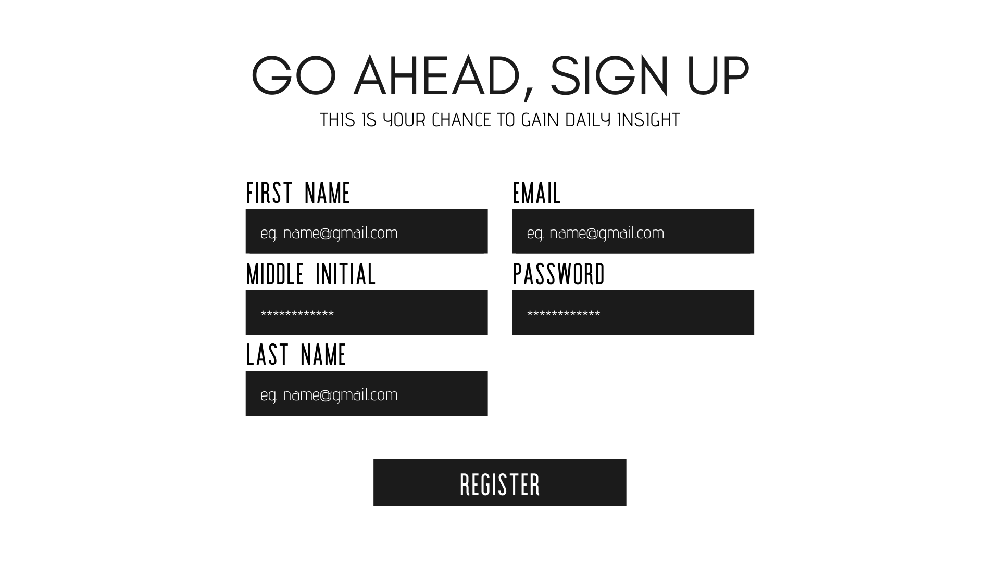 GO AHEAD, SIGN UP
THIS IS YOUR CHANCE TO GAIN DAILY INSIGHT
FIRST NAME
eg. name@gmail.com
MIDDLE INITIAL
************
LAST NAME
eg. name@gmail.com
EMAIL
eg. name@gmail.com
PASSWORD
************
REGISTER